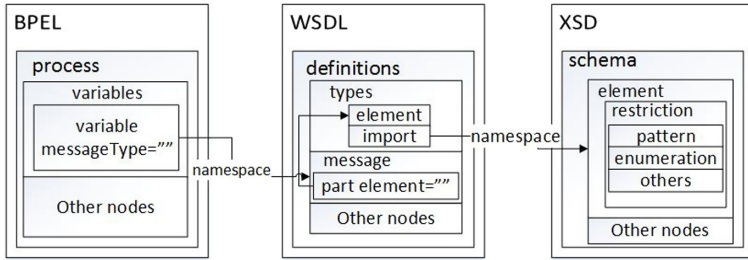 BPEL
process
variables
variable
messageType=””
Other nodes
namespace
WSDL
definitions
types
element
import
message
part element=””
Other nodes
namespace
XSD
schema
element
restriction
pattern
enumeration
others
Other nodes